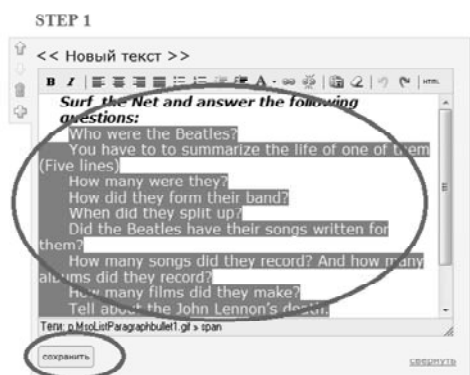 STEP 1
<< Новый текст >>
B I A HTML
Surf the Net and answer the following
questions:
Who were the Beatles?
You have to to summarize the life of one of them
(Five lines)
How many were they?
How did they form their band?
When did they split up?
Did the Beatles have their songs written for
them?
How many songs did they record? And how many
albums did they record?
How many films did they make?
Tell about the John Lennon's death.
Теги: p.MsoListParagraphbullet1.gif » span
сохранить
свернуть